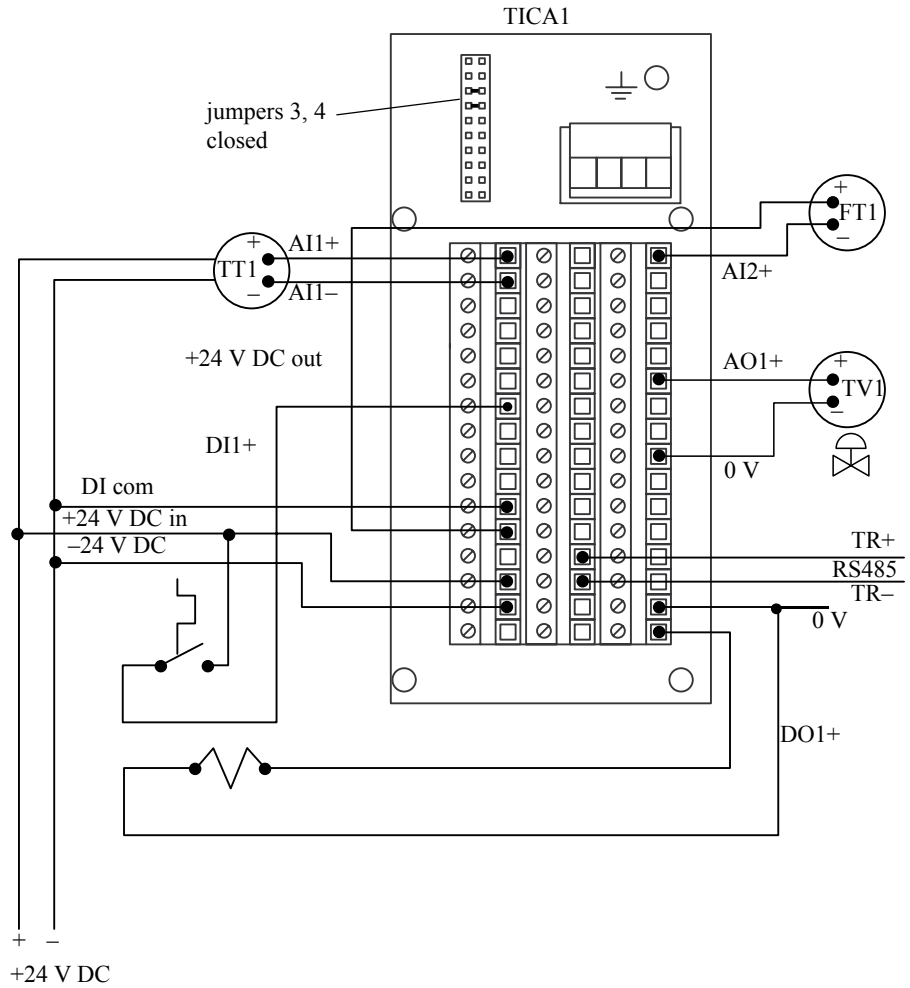 TICA1
jumpers 3, 4
closed
+
FT1
–
AI2+
+
AI1+
TT1
–
AI1–
+24 V DC out
AO1+
+
TV1
–
DI1+
0 V
DI com
+24 V DC in
–24 V DC
TR+
RS485
TR–
0 V
DO1+
+ –
+24 V DC